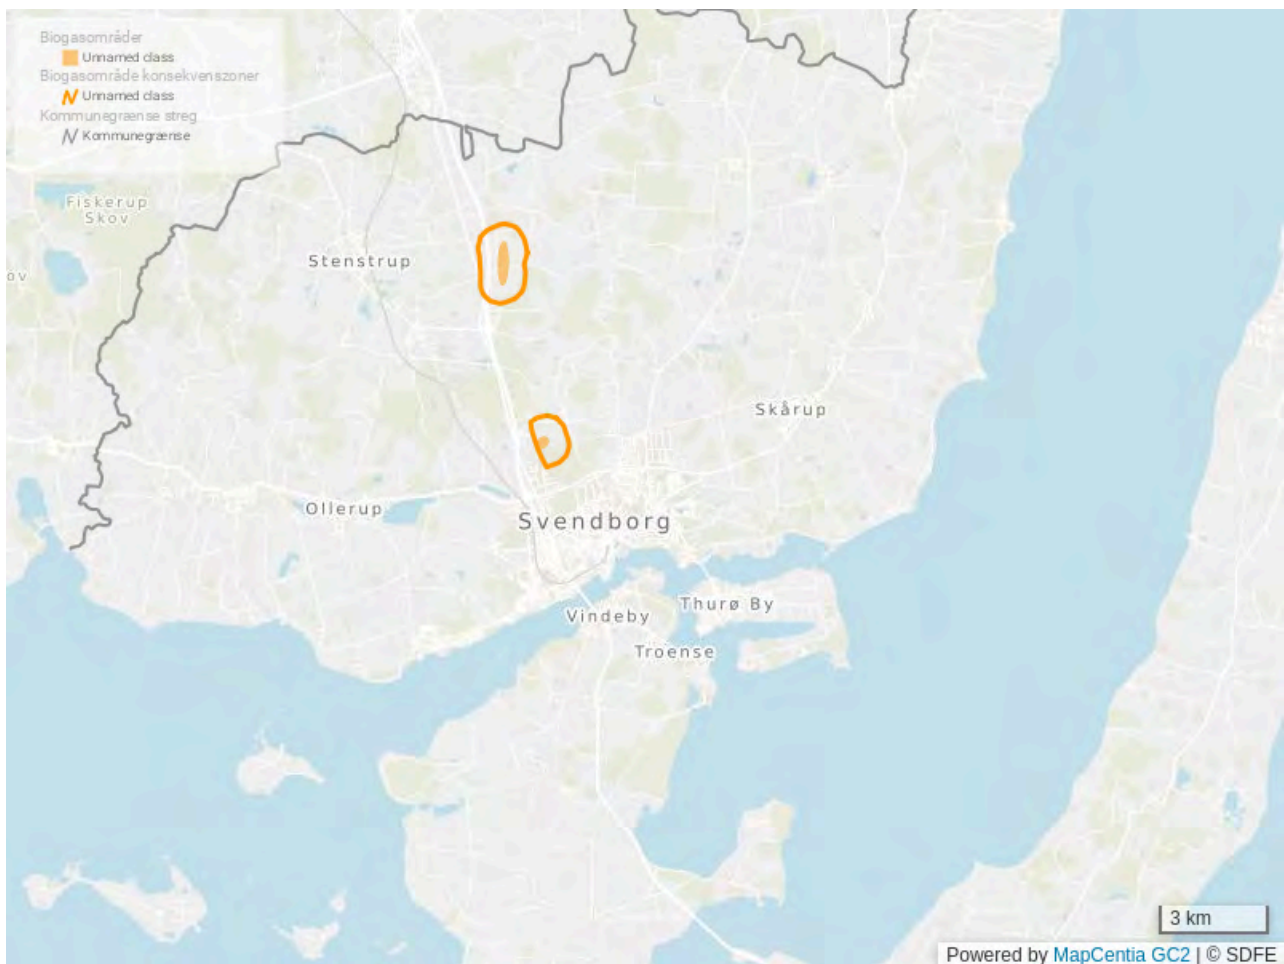 Biogasområder
Unnamed class
Biogasområde konsekvenszoner
Unnamed class
Kommunegrænse streg
Kommunegrænse
Fiskerup
Skov
ov
Stenstrup
Skårup
Ollerup
Svendborg
Vindeby
Thurø By
Troense
3 km
Powered by MapCentia GC2 | © SDFE